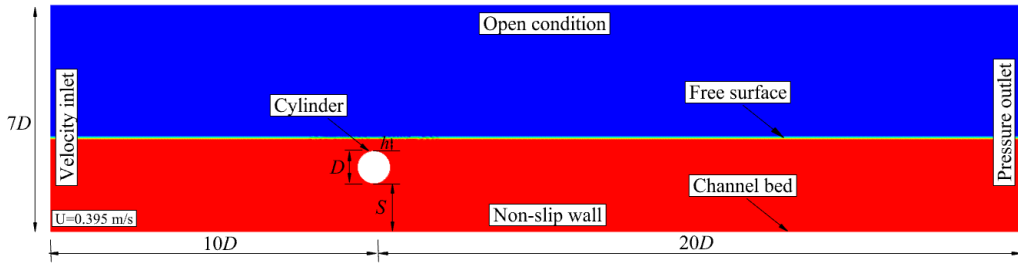 Open condition
7D
Velocity inlet
Cylinder
Free surface
Pressure outlet
h
D
S
Channel bed
U=0.395 m/s
Non-slip wall
10D
20D